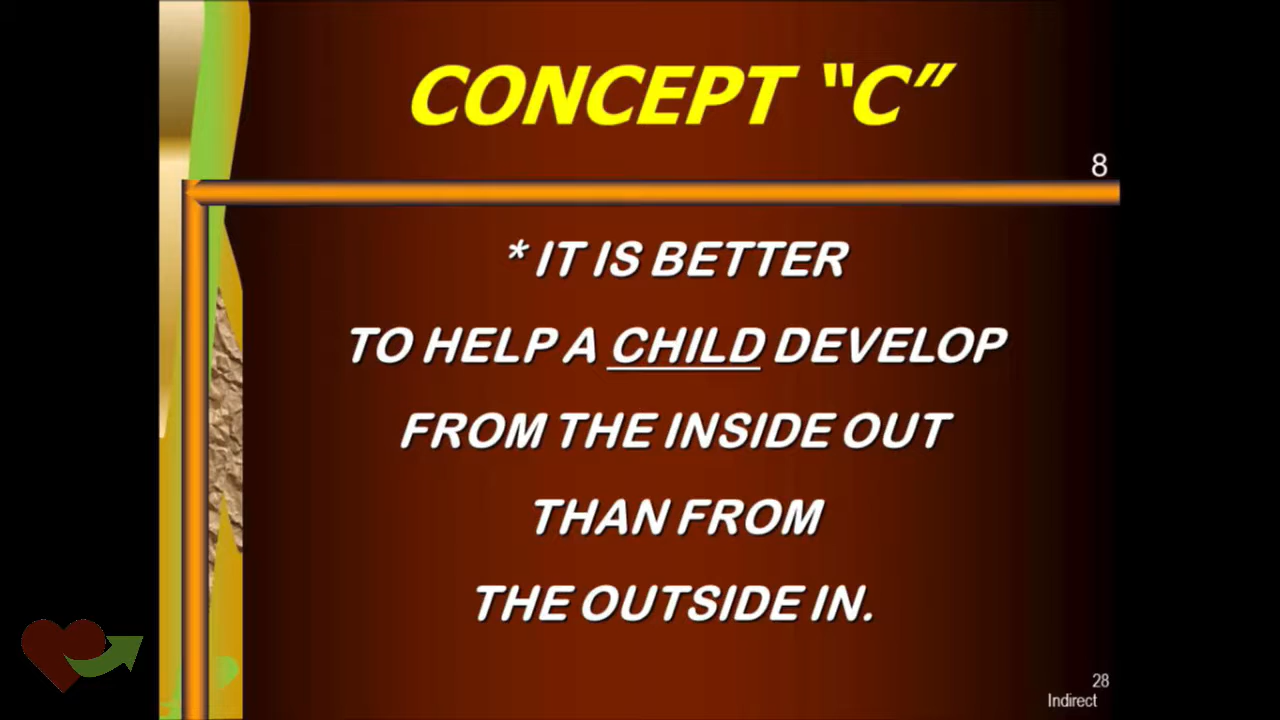 CONCEPT “C”
8
* IT IS BETTER
TO HELP A CHILD DEVELOP
FROM THE INSIDE OUT
THAN FROM
THE OUTSIDE IN.
28
Indirect